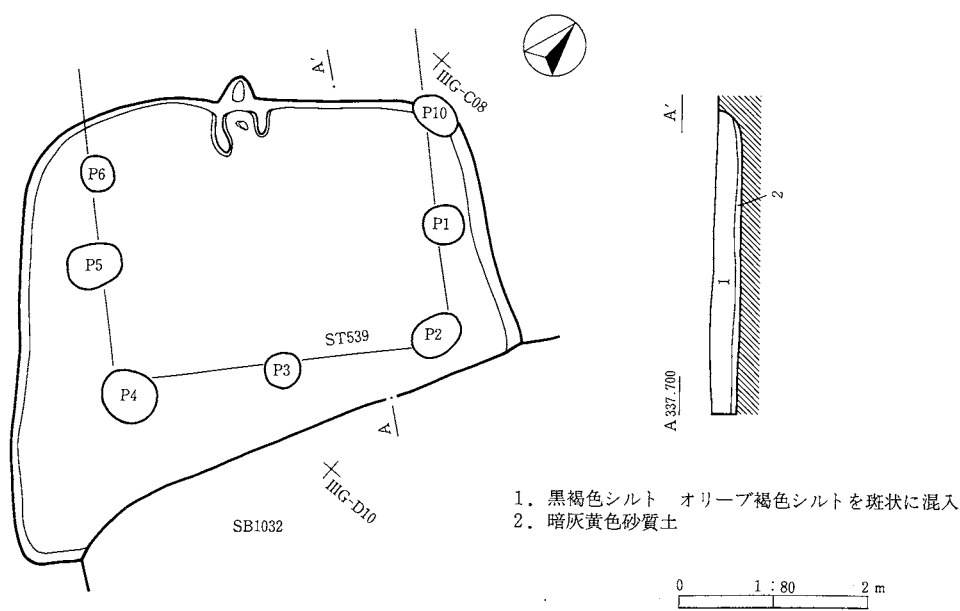 A'
IIIG-C08
P10
P6
P1
P5
P2
ST539
P3
P4
A
IIIG-D10
SB1032
A'
2
1
A 337.700
1. 黒褐色シルト オリーブ褐色シルトを斑状に混入
2. 暗灰黄色砂質土
0 1:80 2 m